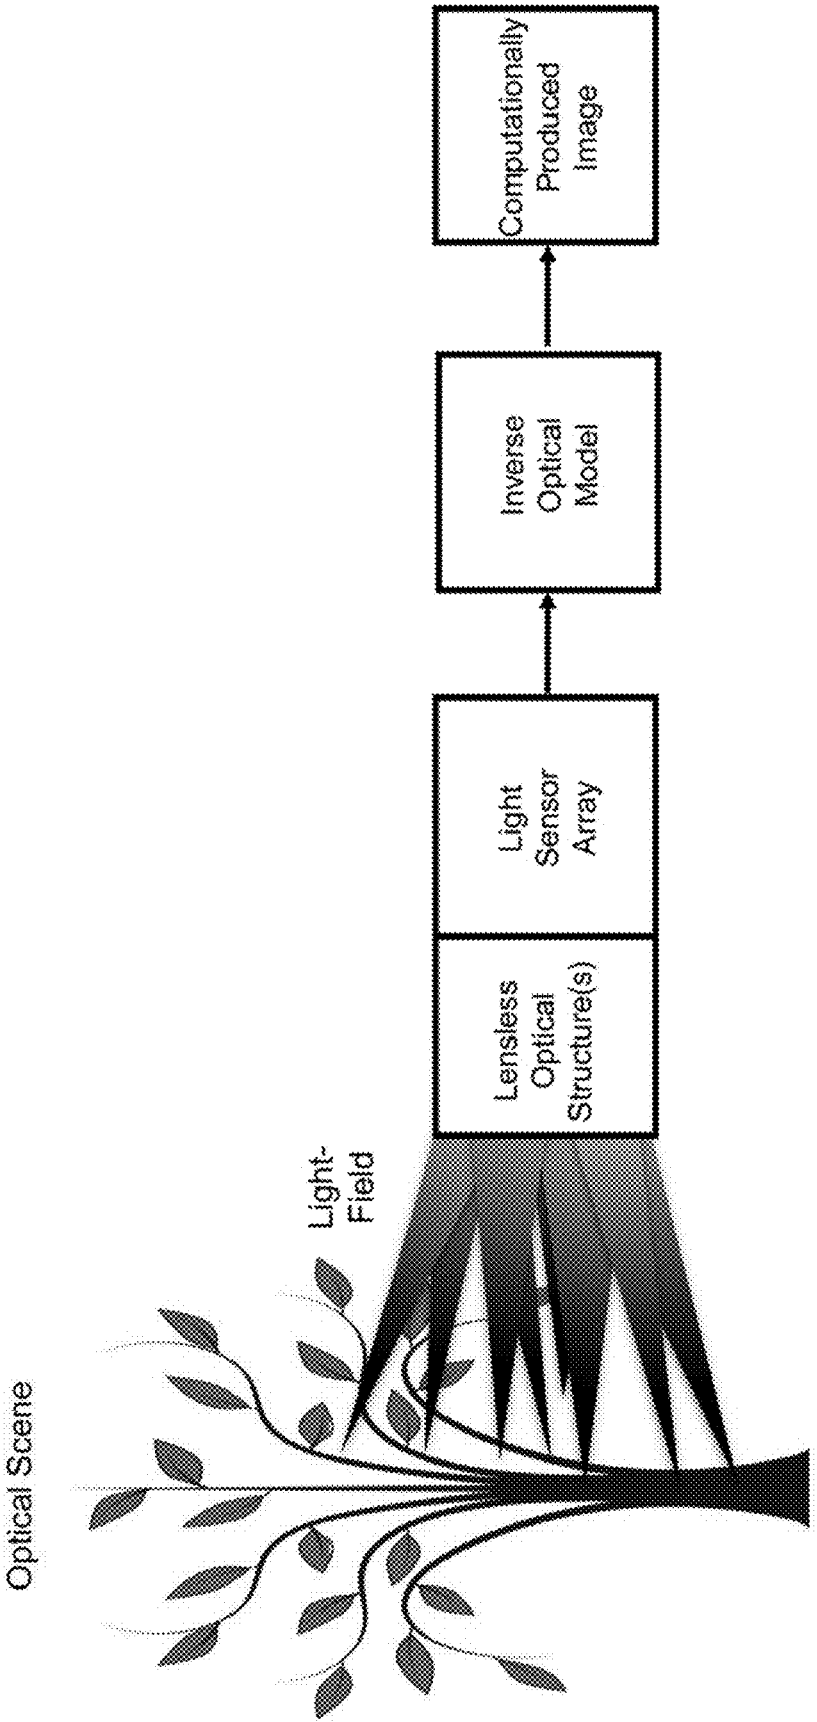 Optical Scene
Light-
Field
Lensless
Optical
Structure(s)
Light
Sensor
Array
Inverse
Optical
Model
Computationally
Produced
Image